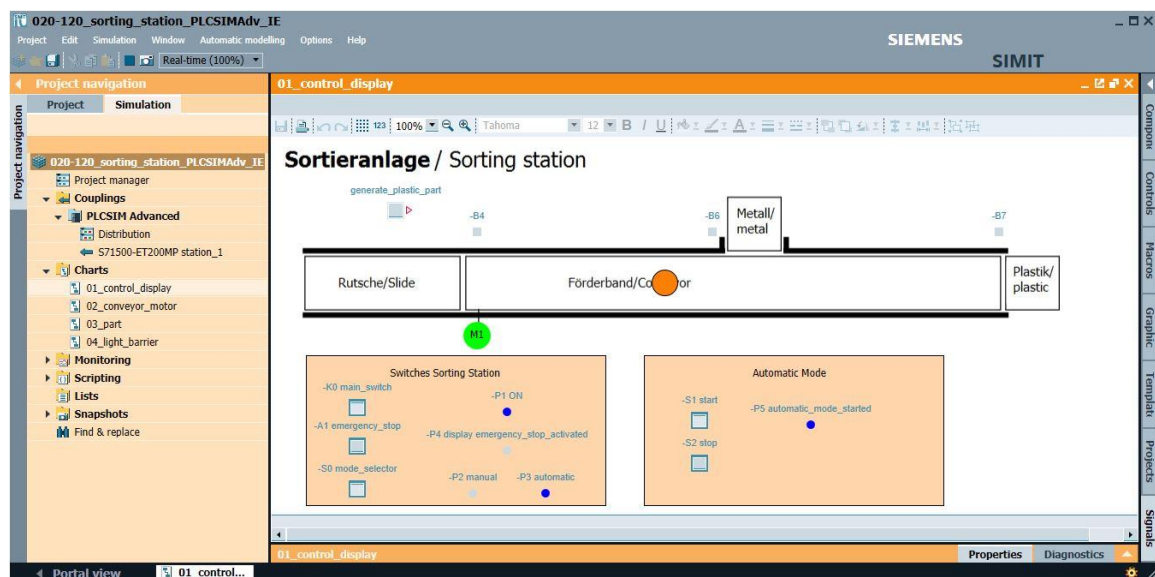 020-120_sorting_station_PLCSIMAdv_IE
Project Edit Simulation Window Automatic modelling Options Help
SIEMENS
SIMIT
Real-time (100%)
Project navigation
Project Simulation
Project navigation
020-120_sorting_station_PLCSIMAdv_IE
Project manager
Couplings
PLCSIM Advanced
Distribution
S71500-ET200MP station_1
Charts
01_control_display
02_conveyor_motor
03_part
04_light_barrier
Monitoring
Scripting
Lists
Snapshots
Find & replace
01_control_display
123 100% Tahoma 12 B I U A
Sortieranlage / Sorting station
generate_plastic_part
-B4
-B6
Metall/
metal
-B7
Rutsche/Slide
Förderband/Co or
Plastik/
plastic
M1
Switches Sorting Station
-K0 main_switch
-P1 ON
-A1 emergency_stop
-P4 display emergency_stop_activated
-S0 mode_selector
-P2 manual -P3 automatic
Automatic Mode
-S1 start
-P5 automatic_mode_started
-S2 stop
Controls
Macros
Graphic
Projects
Signals
01_control_display
Properties Diagnostics
Portal view 01_control...